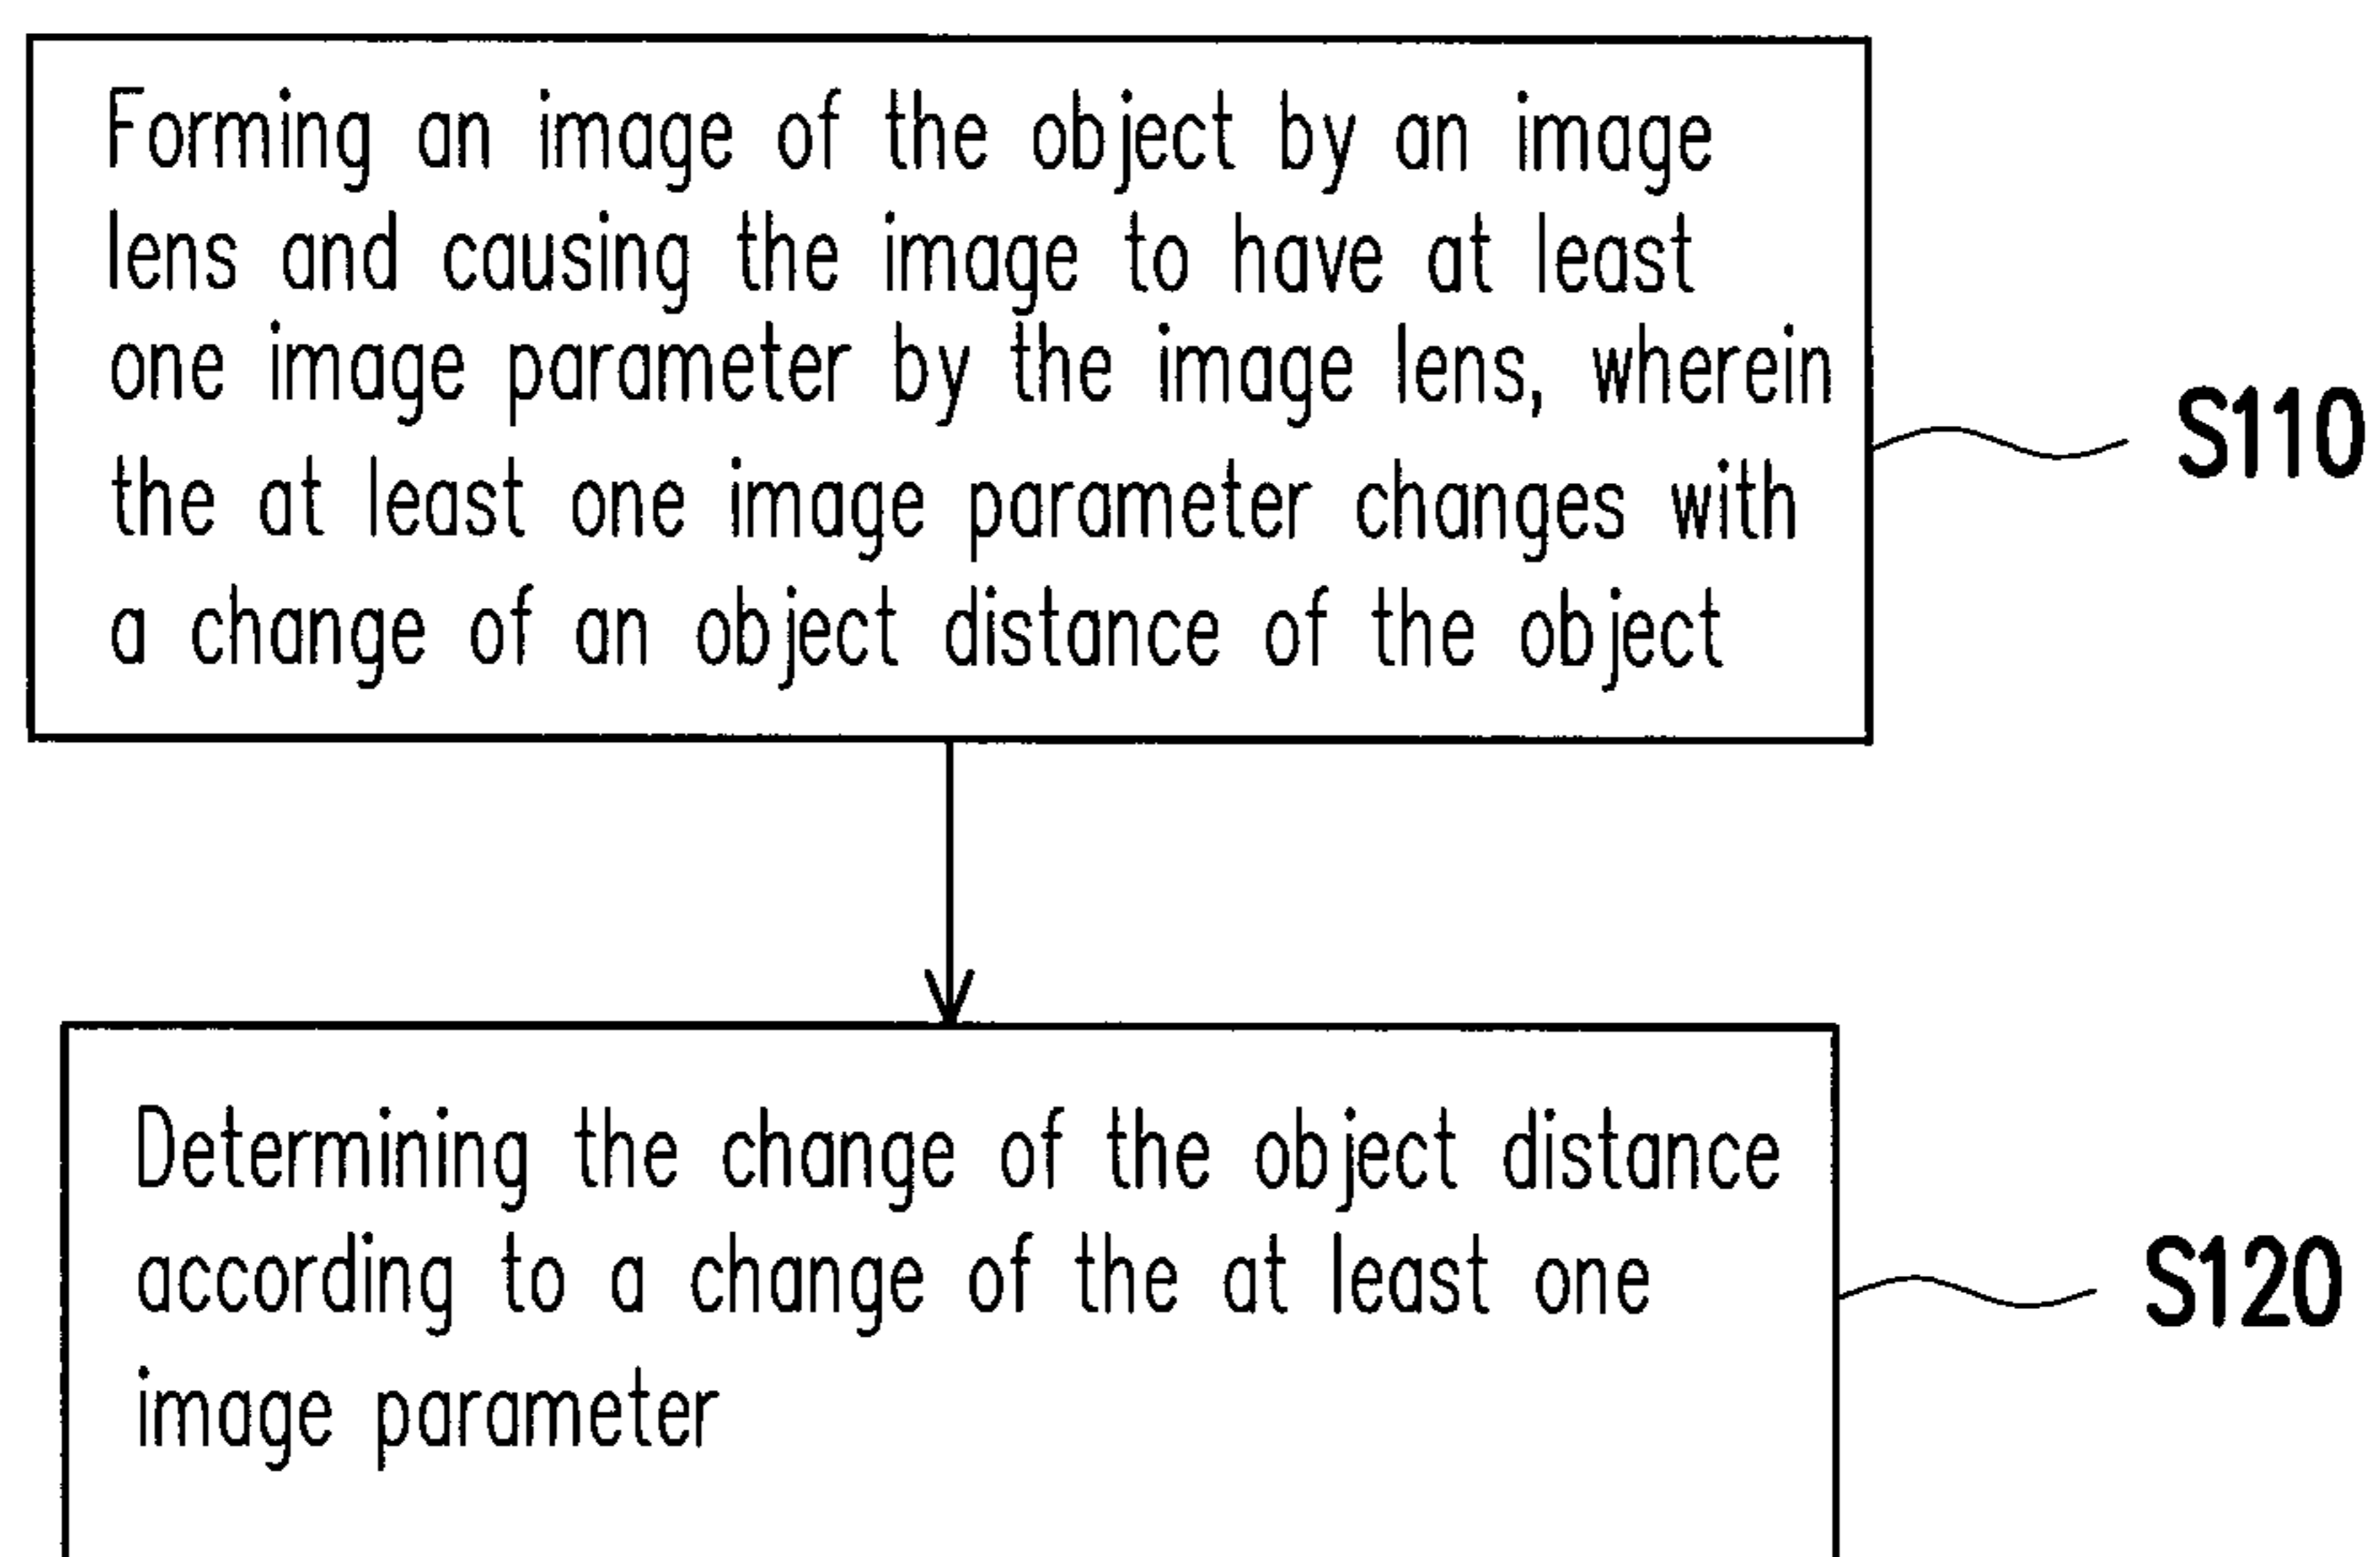 Forming an image of the object by an image
lens and causing the image to have at least
one image parameter by the image lens, wherein
the at least one image parameter changes with
a change of an object distance of the object
S110
Determining the change of the object distance
according to a change of the at least one
image parameter
S120